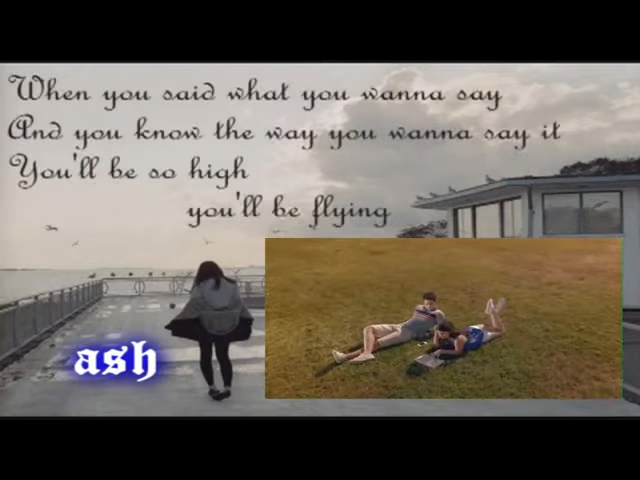 When you said what you wanna say
And you know the way you wanna say it
You'll be so high
you'll be flying
ash